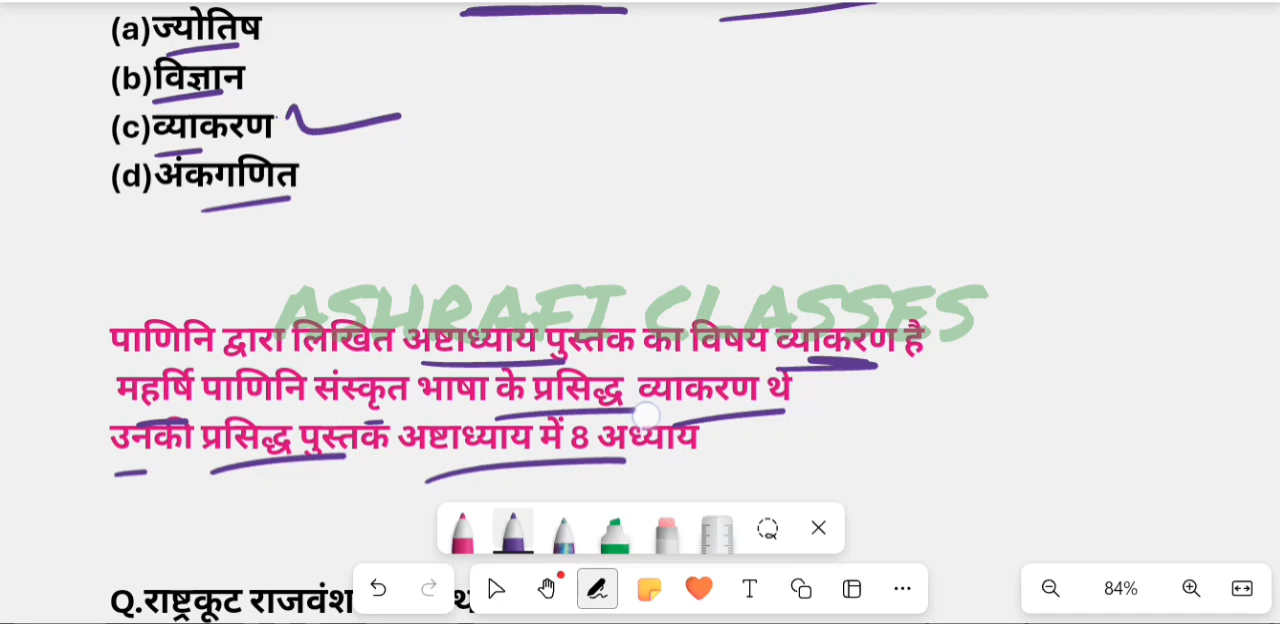 (a)ज्योतिष
(b)विज्ञान
(c)व्याकरण
(d)अंकगणित
ASHRAFI CLASSES
पाणिनि द्वारा लिखित अष्टाध्याय पुस्तक का विषय व्याकरण है
महर्षि पाणिनि संस्कृत भाषा के प्रसिद्ध व्याकरण थे
उनकी प्रसिद्ध पुस्तक अष्टाध्याय में 8 अध्याय
Q.राष्ट्रकूट राजवंश
84%